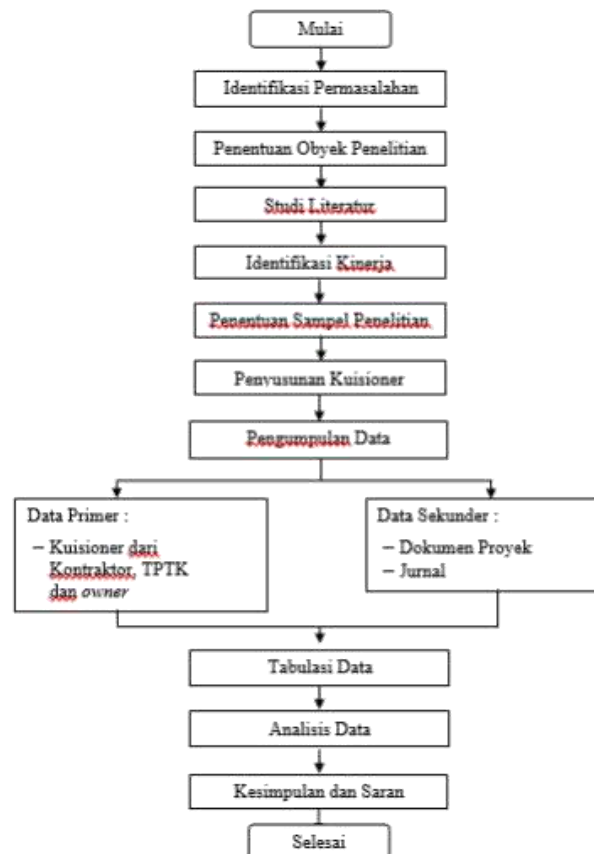 Mulai
Identifikasi Permasalahan
Penentuan Obyek Penelitian
Studi Literatur
Identifikasi Kinerja
Penentuan Sampel Penelitian
Penyusunan Kuisioner
Pengumpulan Data
Data Primer :
– Kuisioner dari
Kontraktor, TPTK
dan owner
Data Sekunder :
– Dokumen Proyek
– Jurnal
Tabulasi Data
Analisis Data
Kesimpulan dan Saran
Selesai